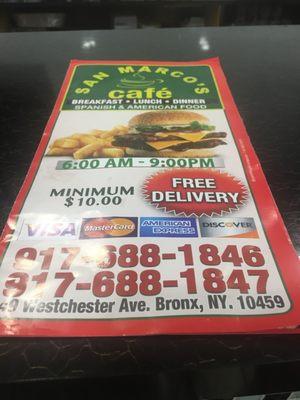 SAN MARCO'S
café
BREAKFAST • LUNCH • DINNER
SPANISH & AMERICAN FOOD
6:00 AM - 9:00PM
MINIMUM
$10.00
FREE
DELIVERY
VISA MasterCard AMERICAN EXPRESS DISCOVER
917-688-1846
917-688-1847
Westchester Ave. Bronx, NY. 10459